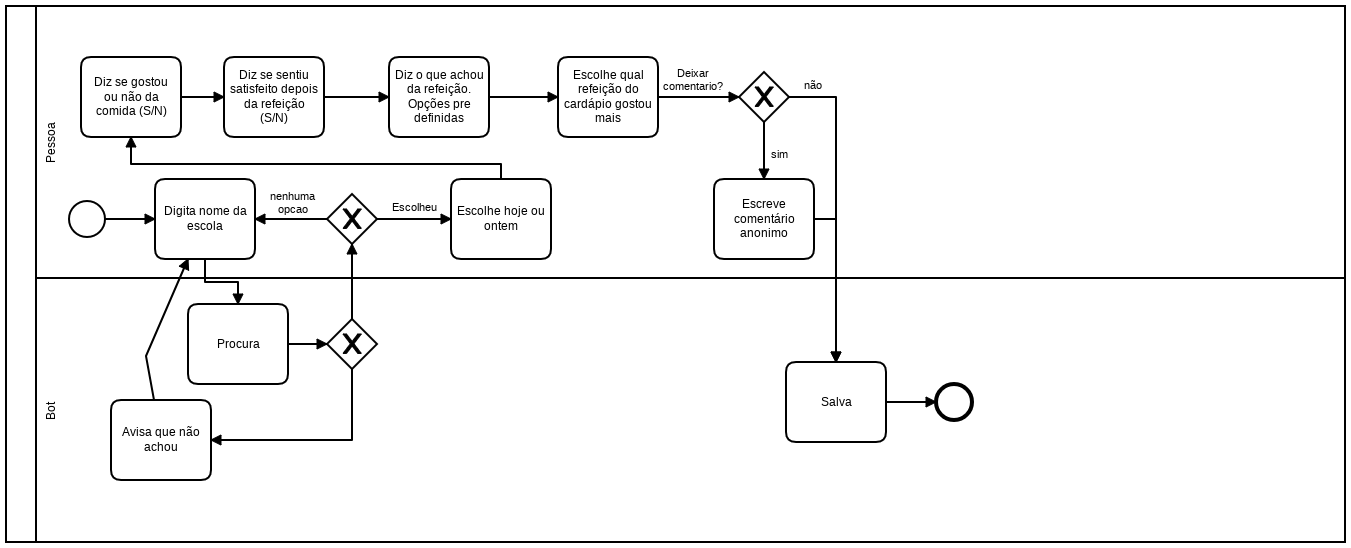 Pessoa
Diz se gostou
ou não da
comida (S/N)
Diz se sentiu
satisfeito depois
da refeição
(S/N)
Diz o que achou
da refeição.
Opções pre
definidas
Escolhe qual
refeição do
cardápio gostou
mais
Deixar
comentario?
X
não
sim
Digita nome da
escola
nenhuma
opcao
X
Escolheu
Escolhe hoje ou
ontem
Escreve
comentário
anonimo
Bot
Procura
X
Avisa que não
achou
Salva